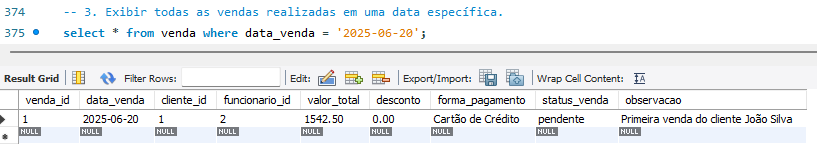 374 -- 3. Exibir todas as vendas realizadas em uma data específica.
375 select * from venda where data_venda = '2025-06-20';
Result Grid Filter Rows: Edit: Export/Import: Wrap Cell Content: IA
venda_id data_venda cliente_id funcionario_id valor_total desconto forma_pagamento status_venda observacao
1 2025-06-20 1 2 1542.50 0.00 Cartão de Crédito pendente Primeira venda do cliente João Silva
NULL NULL NULL NULL NULL NULL NULL NULL NULL